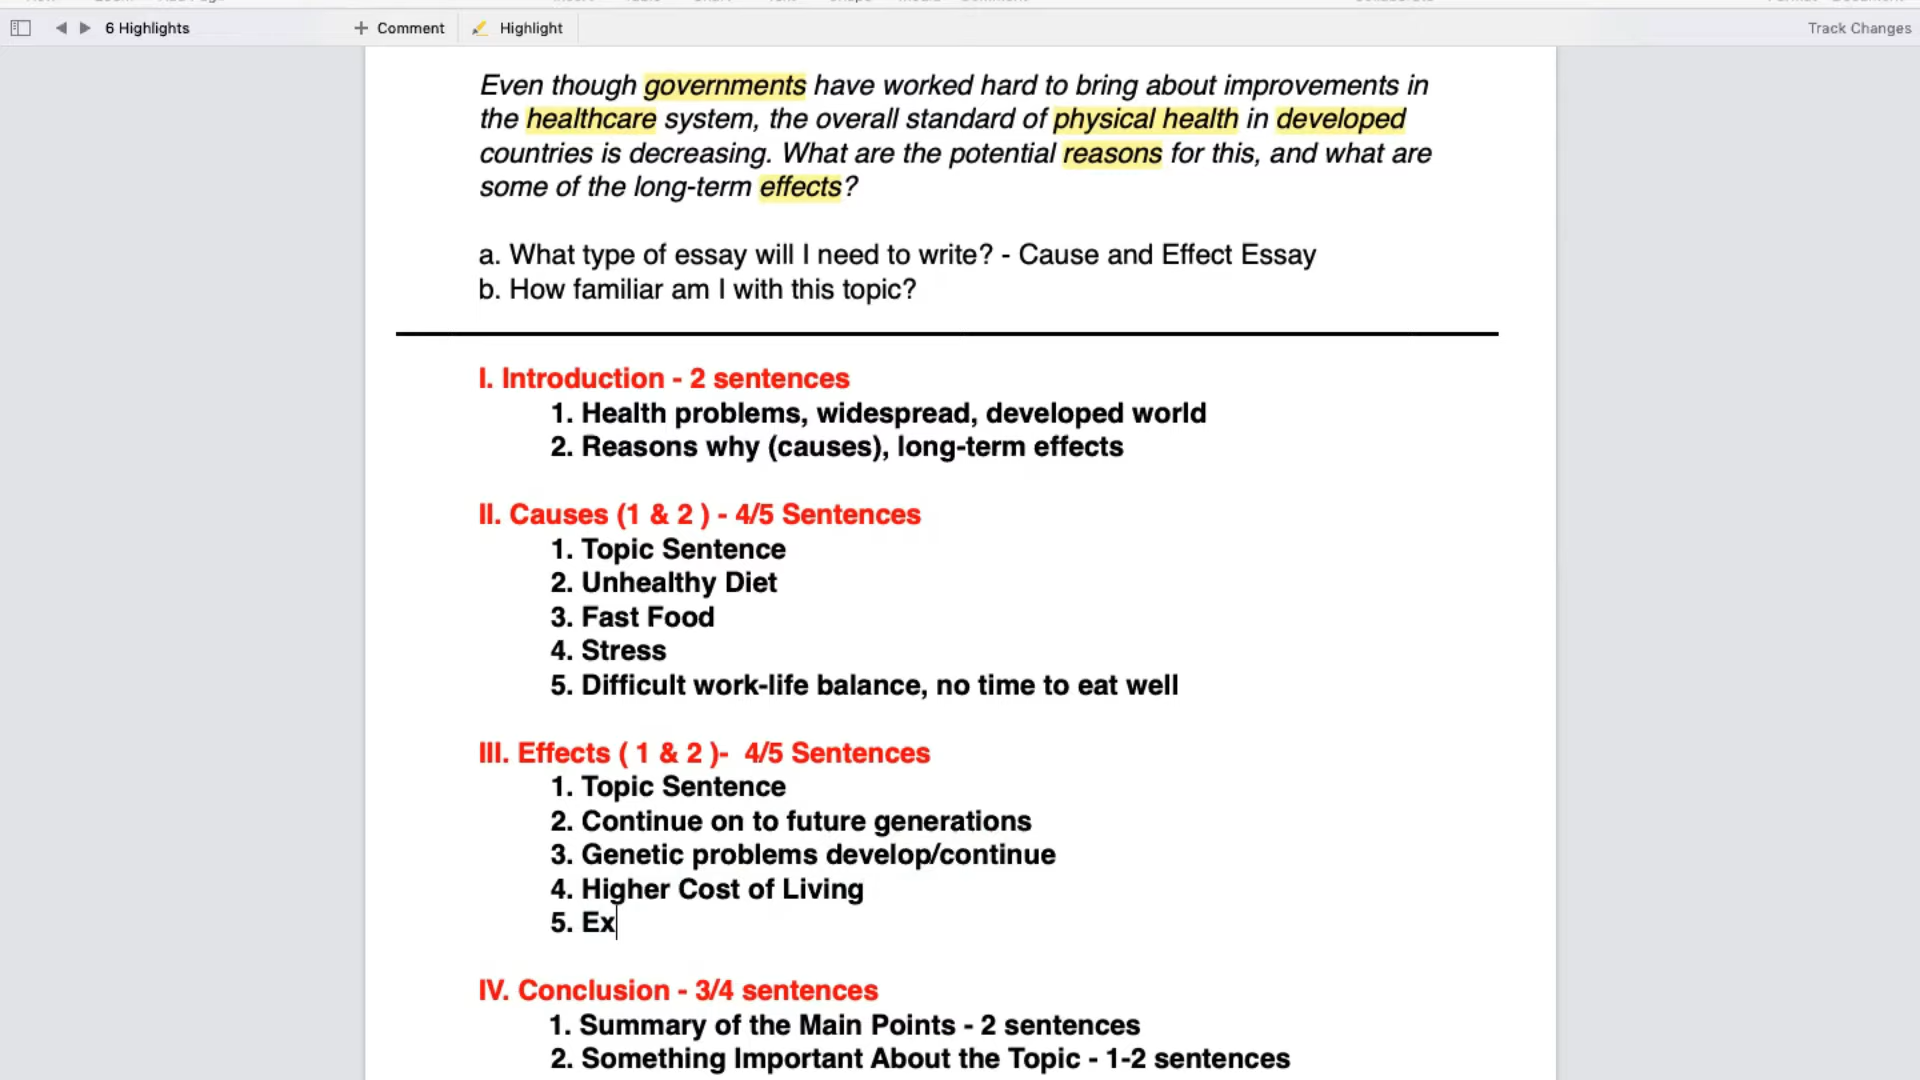 6 Highlights
Comment
Highlight
Track Changes
Even though governments have worked hard to bring about improvements in
the healthcare system, the overall standard of physical health in developed
countries is decreasing. What are the potential reasons for this, and what are
some of the long-term effects?
a. What type of essay will I need to write? - Cause and Effect Essay
b. How familiar am I with this topic?
I. Introduction - 2 sentences
1. Health problems, widespread, developed world
2. Reasons why (causes), long-term effects
II. Causes (1 & 2 ) - 4/5 Sentences
1. Topic Sentence
2. Unhealthy Diet
3. Fast Food
4. Stress
5. Difficult work-life balance, no time to eat well
III. Effects ( 1 & 2 )-  4/5 Sentences
1. Topic Sentence
2. Continue on to future generations
3. Genetic problems develop/continue
4. Higher Cost of Living
5. Ex
IV. Conclusion - 3/4 sentences
1. Summary of the Main Points - 2 sentences
2. Something Important About the Topic - 1-2 sentences